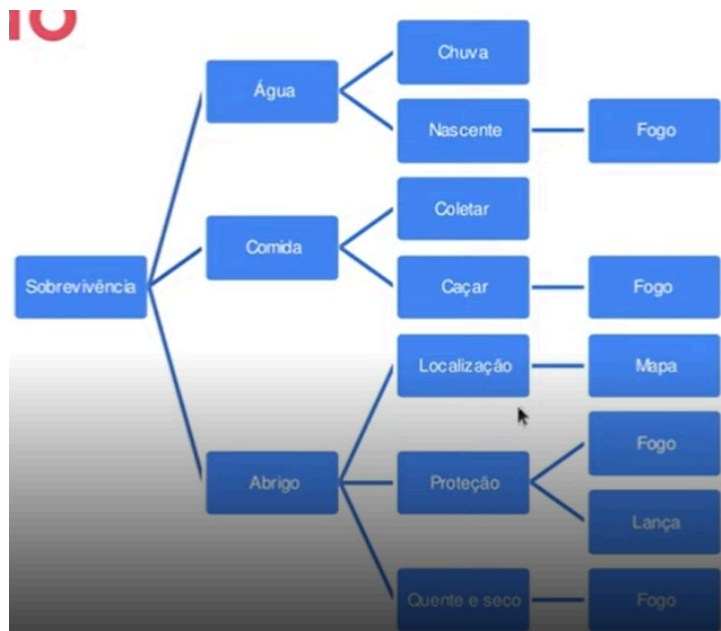 Sobrevivência
Água
Chuva
Nascente
Fogo
Comida
Coletar
Caçar
Fogo
Abrigo
Localização
Mapa
Proteção
Fogo
Lança
Quente e seco
Fogo